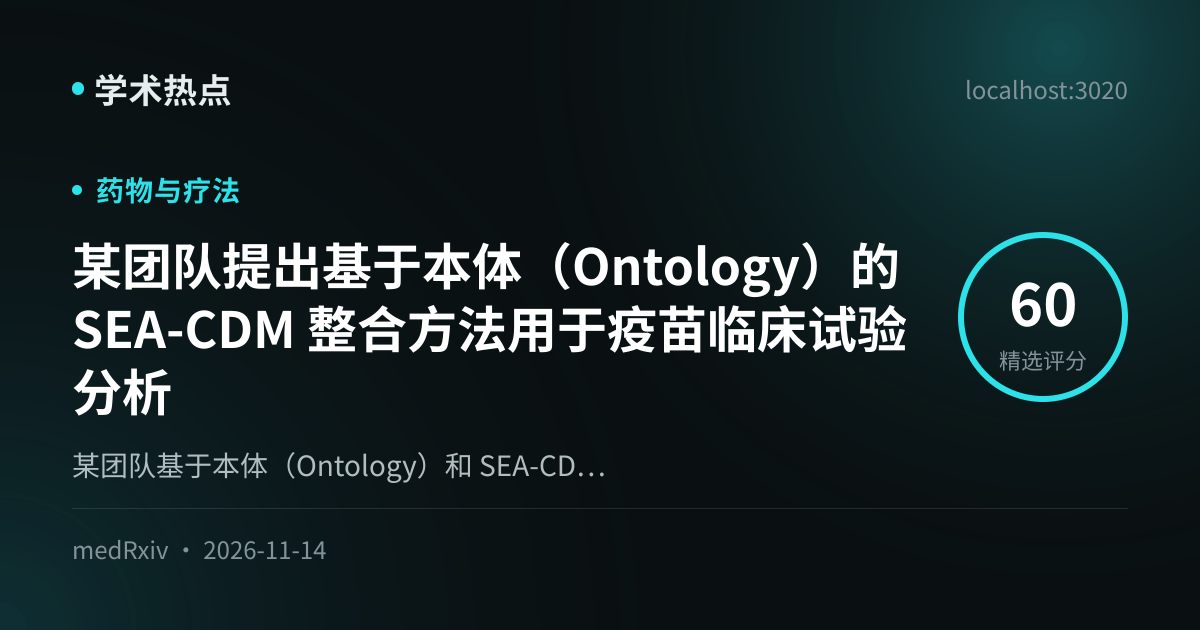 学术热点
localhost:3020
药物与疗法
某团队提出基于本体（Ontology）的
SEA-CDM 整合方法用于疫苗临床试验
分析
60
精选评分
某团队基于本体（Ontology）和 SEA-CD…
medRxiv · 2026-11-14